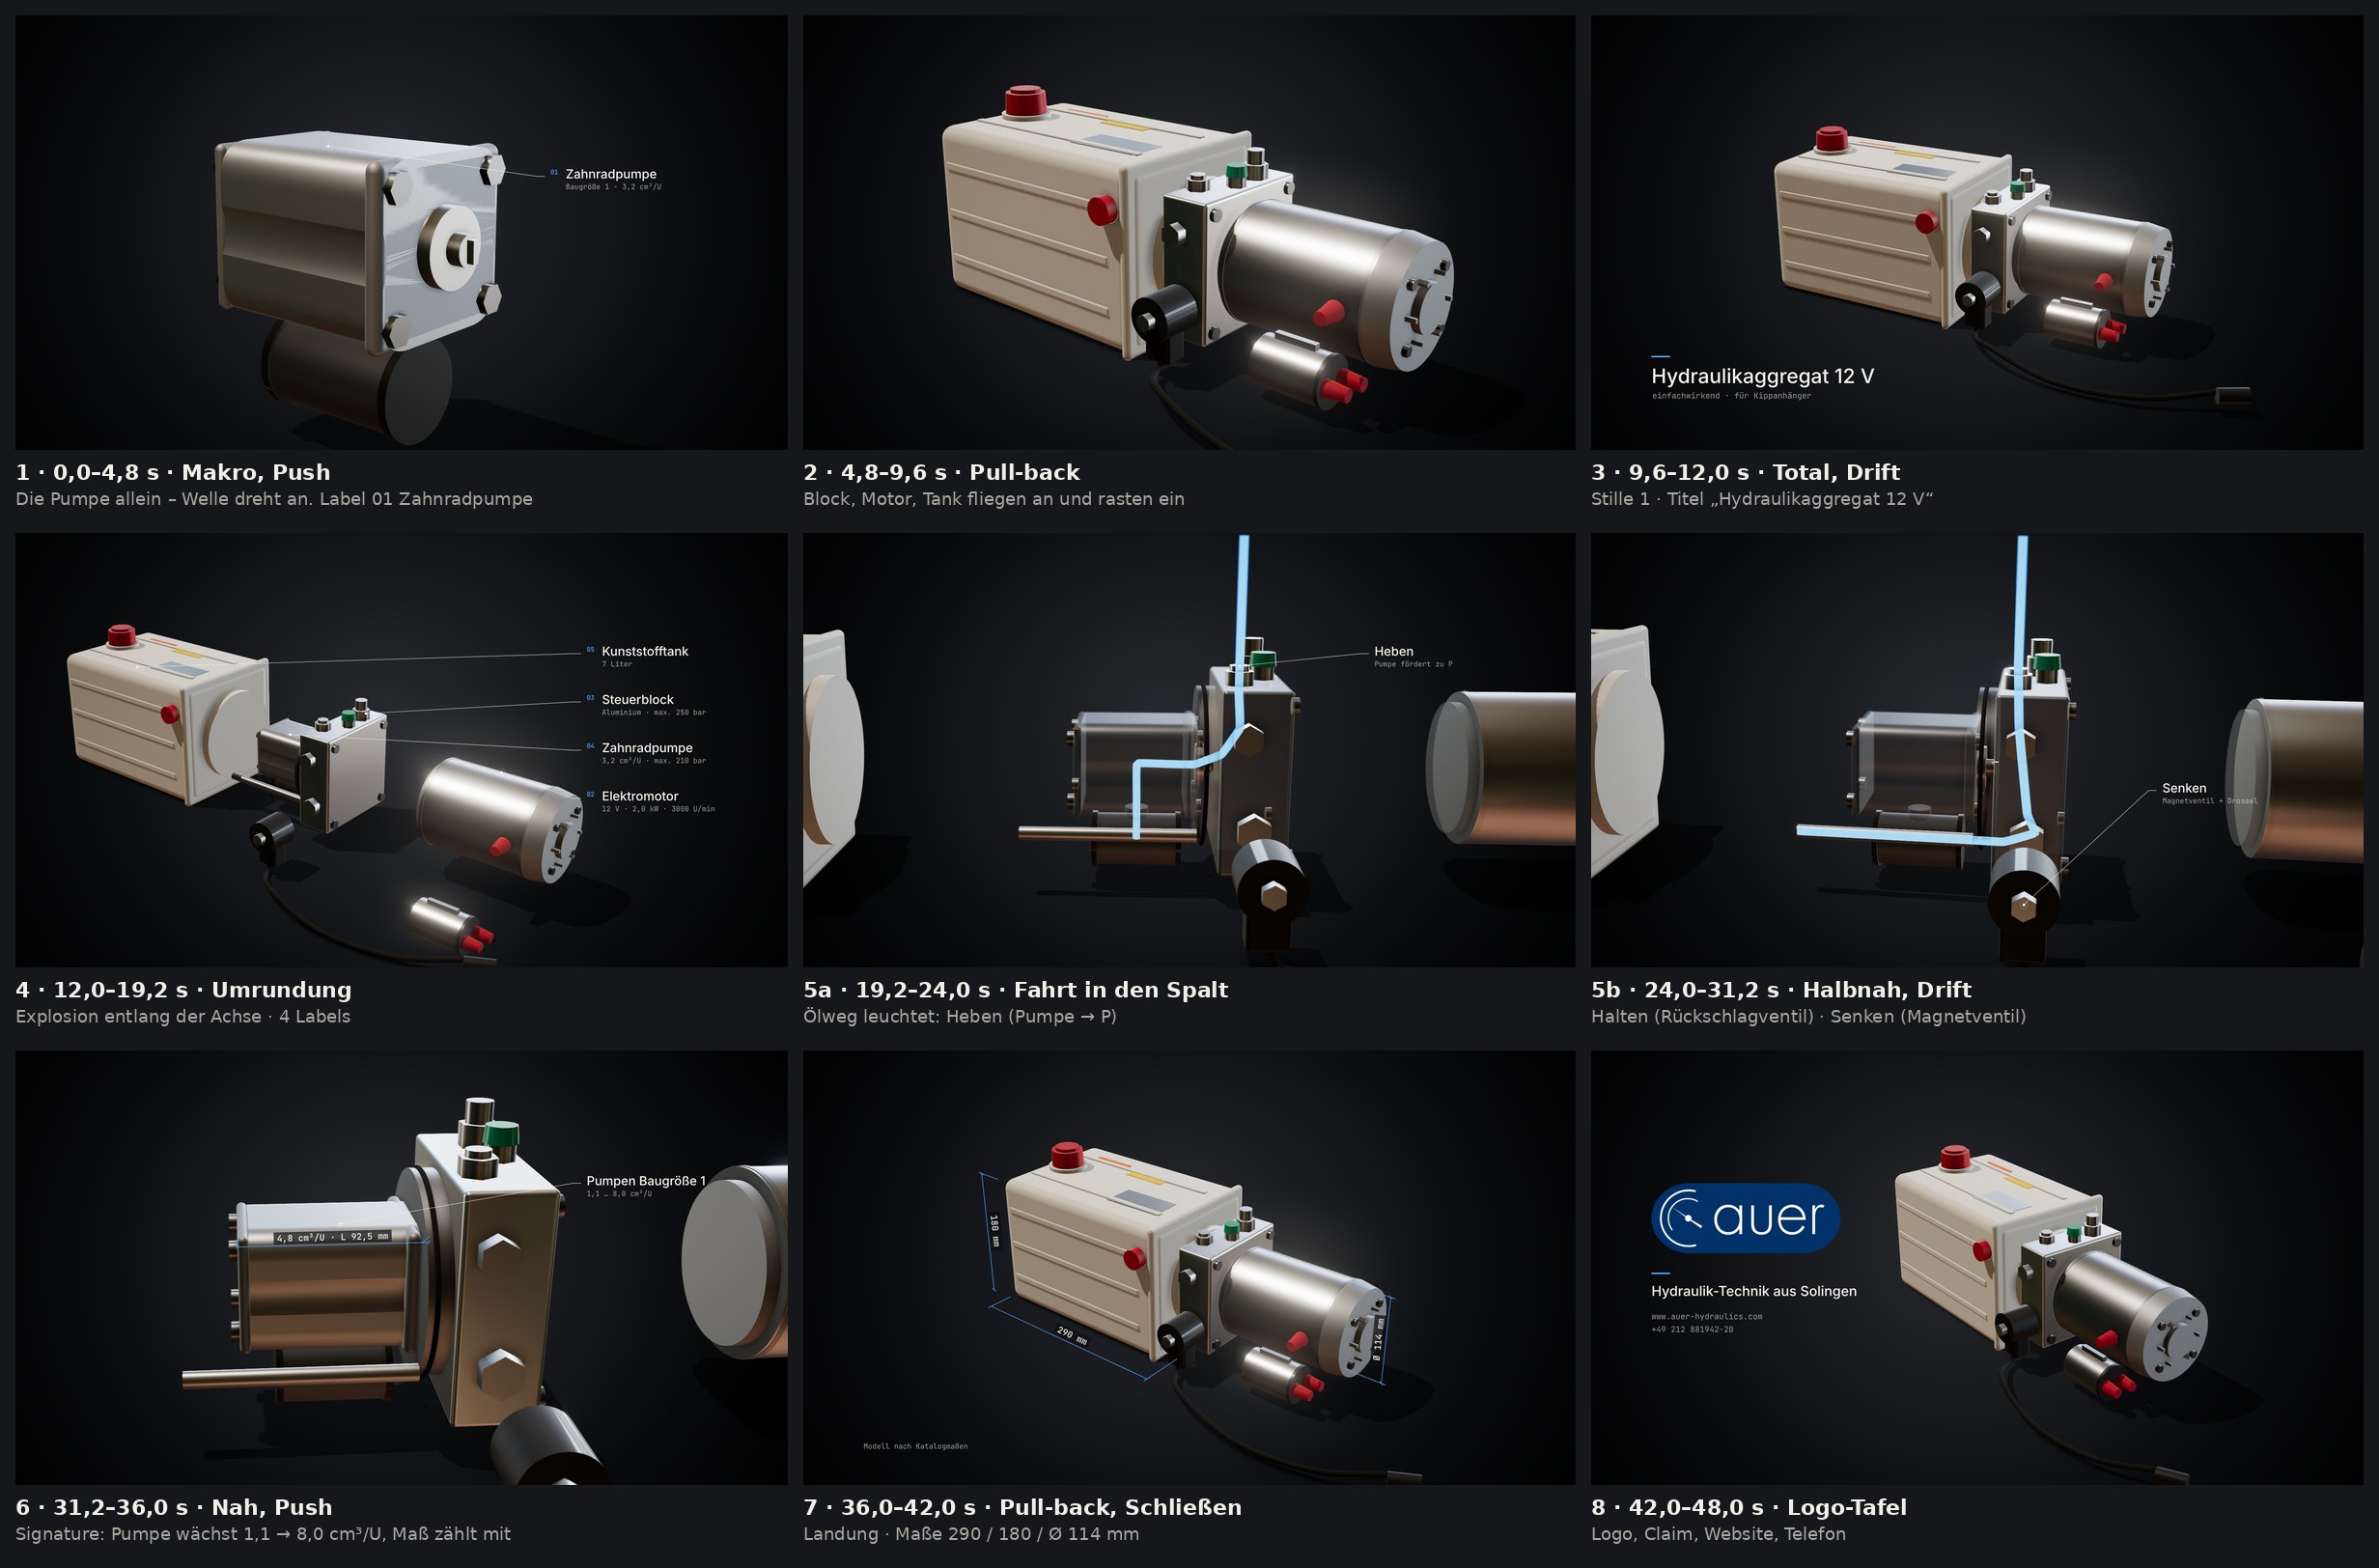 01 Zahnradpumpe
Baugröße 1 · 3,2 cm³/U
1 · 0,0–4,8 s · Makro, Push
Die Pumpe allein – Welle dreht an. Label 01 Zahnradpumpe
2 · 4,8–9,6 s · Pull-back
Block, Motor, Tank fliegen an und rasten ein
Hydraulikaggregat 12 V
einfachwirkend · für Kippanhänger
3 · 9,6–12,0 s · Total, Drift
Stille 1 · Titel „Hydraulikaggregat 12 V“
05 Kunststofftank
7 Liter
03 Steuerblock
Aluminium · max. 250 bar
04 Zahnradpumpe
3,2 cm³/U · max. 210 bar
02 Elektromotor
12 V · 2,0 kW · 3000 U/min
4 · 12,0–19,2 s · Umrundung
Explosion entlang der Achse · 4 Labels
Heben
Pumpe fördert zu P
5a · 19,2–24,0 s · Fahrt in den Spalt
Ölweg leuchtet: Heben (Pumpe → P)
Senken
Magnetventil + Drossel
5b · 24,0–31,2 s · Halbnah, Drift
Halten (Rückschlagventil) · Senken (Magnetventil)
Pumpen Baugröße 1
1,1 … 8,0 cm³/U
4,8 cm³/U · L 92,5 mm
6 · 31,2–36,0 s · Nah, Push
Signature: Pumpe wächst 1,1 → 8,0 cm³/U, Maß zählt mit
180 mm
290 mm
Ø 114 mm
Modell nach Katalogmaßen
7 · 36,0–42,0 s · Pull-back, Schließen
Landung · Maße 290 / 180 / Ø 114 mm
auer
Hydraulik-Technik aus Solingen
www.auer-hydraulics.com
+49 212 881942-20
8 · 42,0–48,0 s · Logo-Tafel
Logo, Claim, Website, Telefon